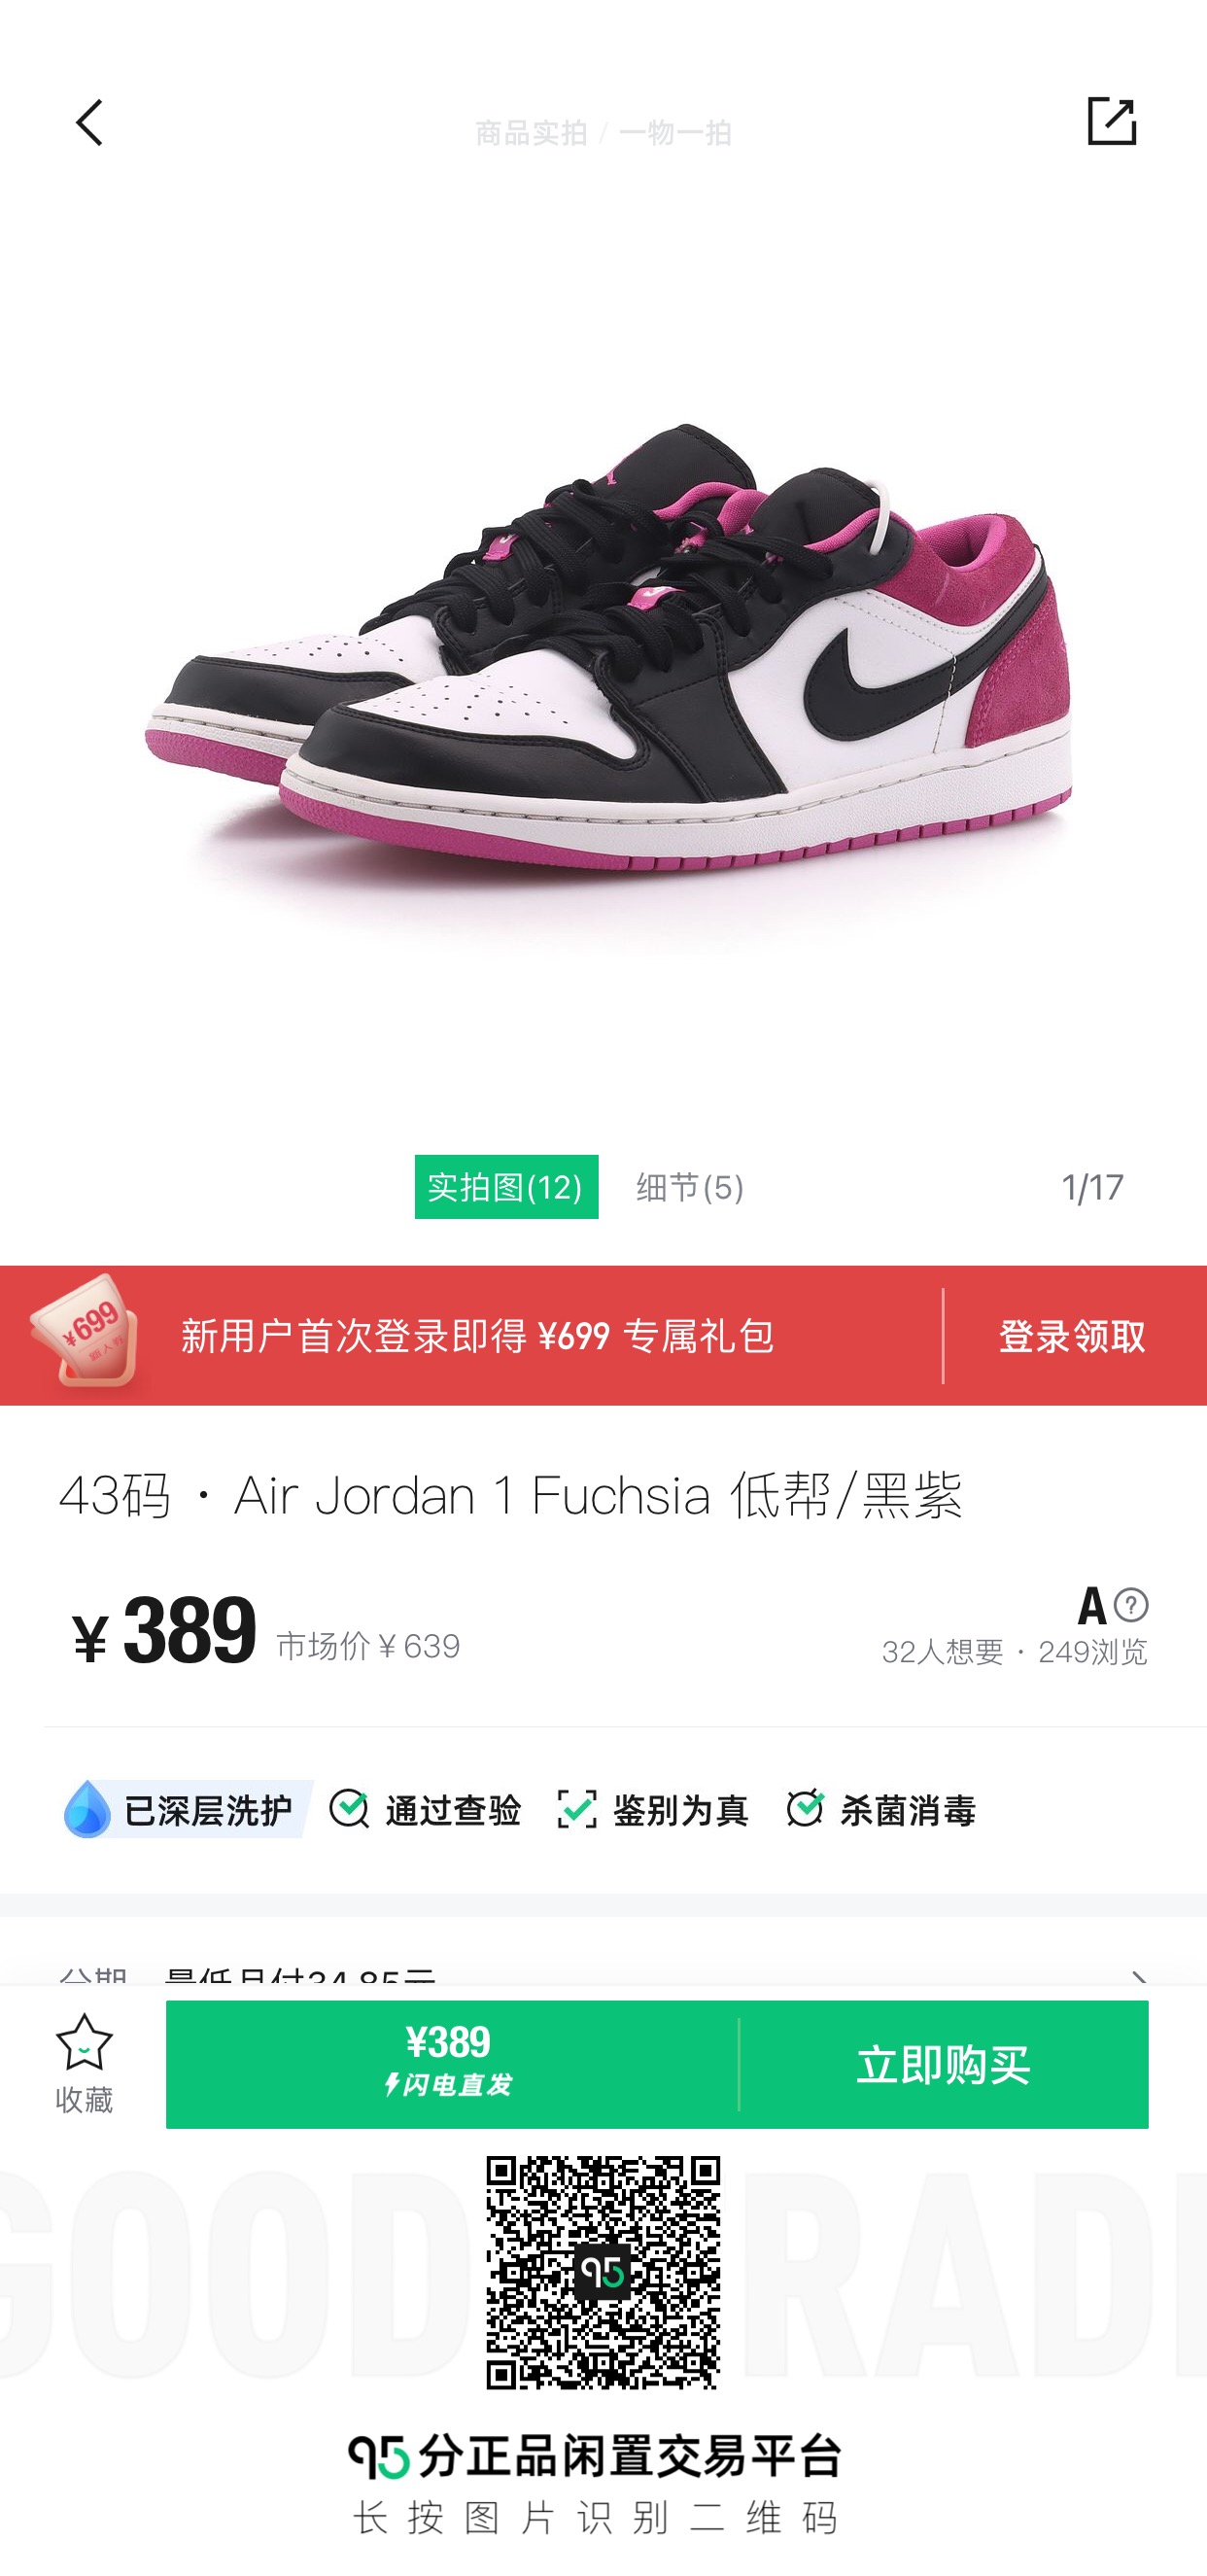 商品实拍 / 一物一拍
实拍图(12) 细节(5) 1/17
¥699
新人券
新用户首次登录即得 ¥699 专属礼包 登录领取
43码 · Air Jordan 1 Fuchsia 低帮/黑紫
¥389 市场价¥639 A
32人想要 · 249浏览
已深层洗护 通过查验 鉴别为真 杀菌消毒
分期 最低月付34.85元
收藏
¥389
闪电直发
立即购买
GOOD RAD
95
95分正品闲置交易平台
长按图片识别二维码